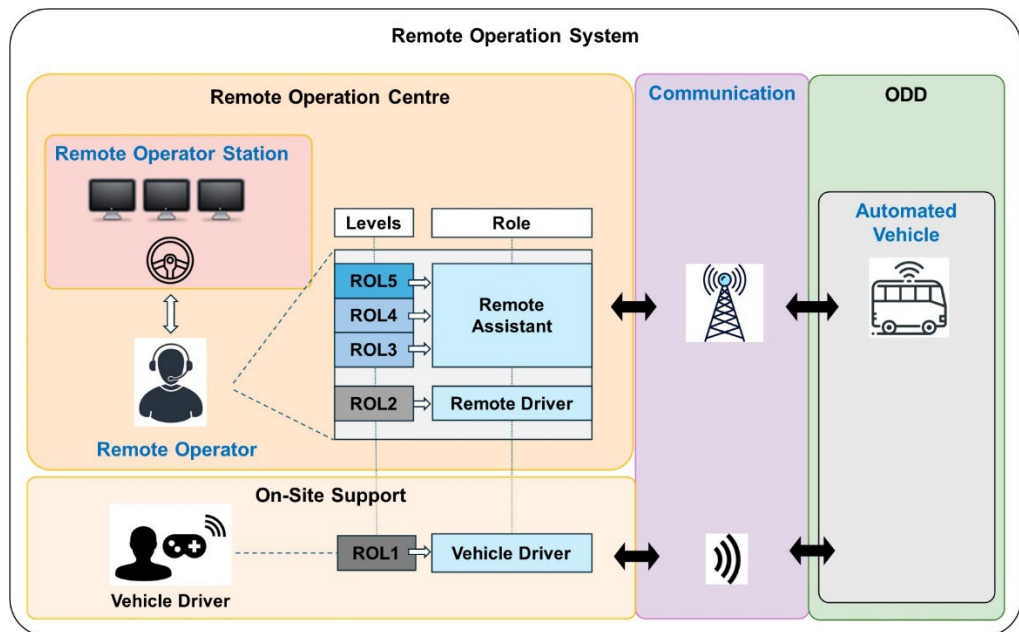 Remote Operation System
Remote Operation Centre
Communication
ODD
Remote Operator Station
Levels
Role
Automated
Vehicle
ROL5
ROL4
ROL3
Remote
Assistant
ROL2
Remote Driver
Remote Operator
On-Site Support
ROL1
Vehicle Driver
Vehicle Driver